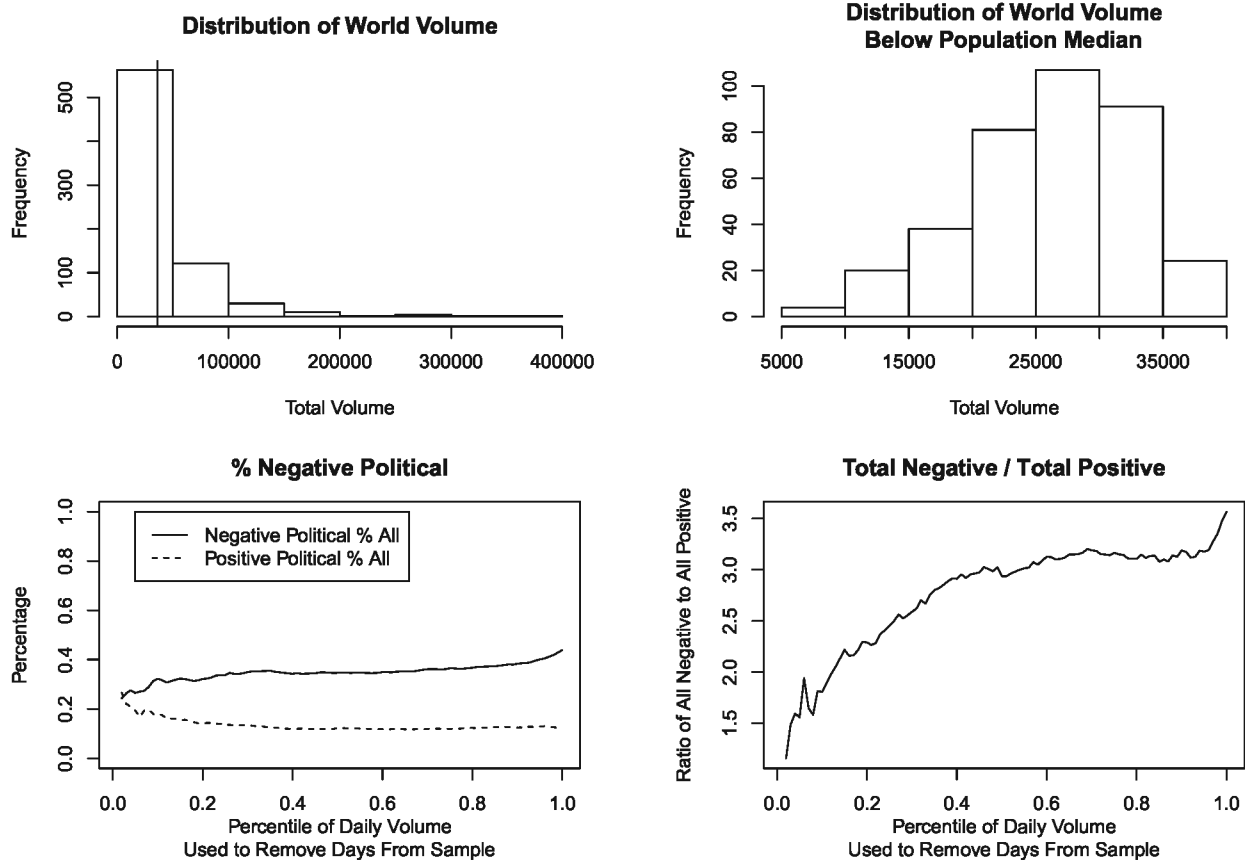 Distribution of World Volume
Frequency
0
100
300
500
0
100000
200000
300000
400000
Total Volume
Distribution of World Volume
Below Population Median
Frequency
0
20
40
60
80
100
5000
15000
25000
35000
Total Volume
% Negative Political
Percentage
0.0
0.2
0.4
0.6
0.8
1.0
Negative Political % All
Positive Political % All
0.0
0.2
0.4
0.6
0.8
1.0
Percentile of Daily Volume
Used to Remove Days From Sample
Total Negative / Total Positive
Ratio of All Negative to All Positive
1.5
2.0
2.5
3.0
3.5
0.0
0.2
0.4
0.6
0.8
1.0
Percentile of Daily Volume
Used to Remove Days From Sample